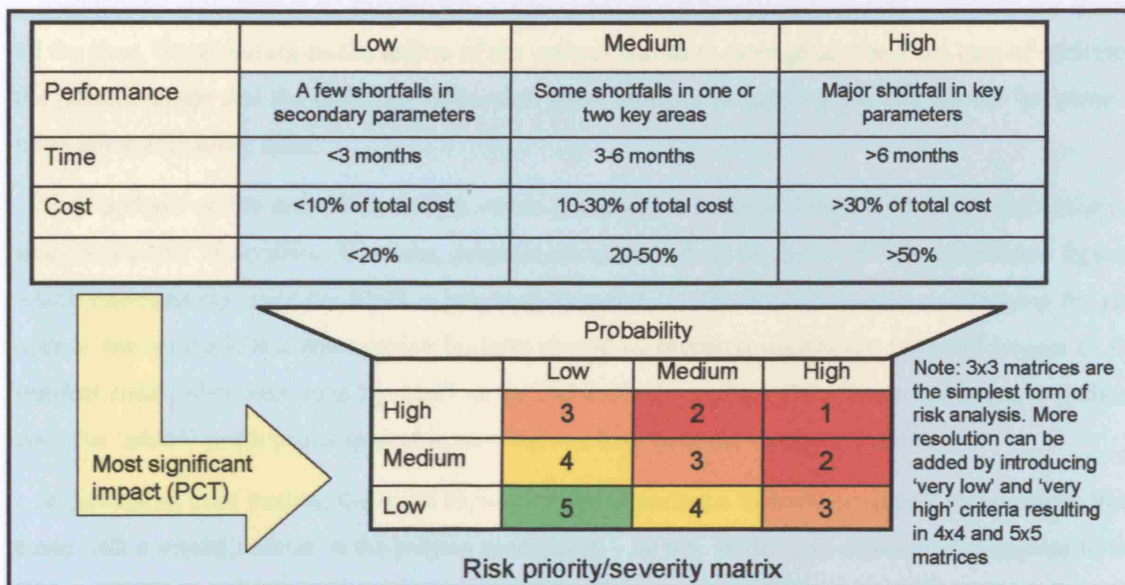 Low Medium High
Performance A few shortfalls in secondary parameters Some shortfalls in one or two key areas Major shortfall in key parameters
Time <3 months 3-6 months >6 months
Cost <10% of total cost 10-30% of total cost >30% of total cost
<20% 20-50% >50%
Probability
Low Medium High
High 3 2 1
Medium 4 3 2
Low 5 4 3
Most significant
impact (PCT)
Risk priority/severity matrix
Note: 3x3 matrices are
the simplest form of
risk analysis. More
resolution can be
added by introducing
'very low' and 'very
high' criteria resulting
in 4x4 and 5x5
matrices